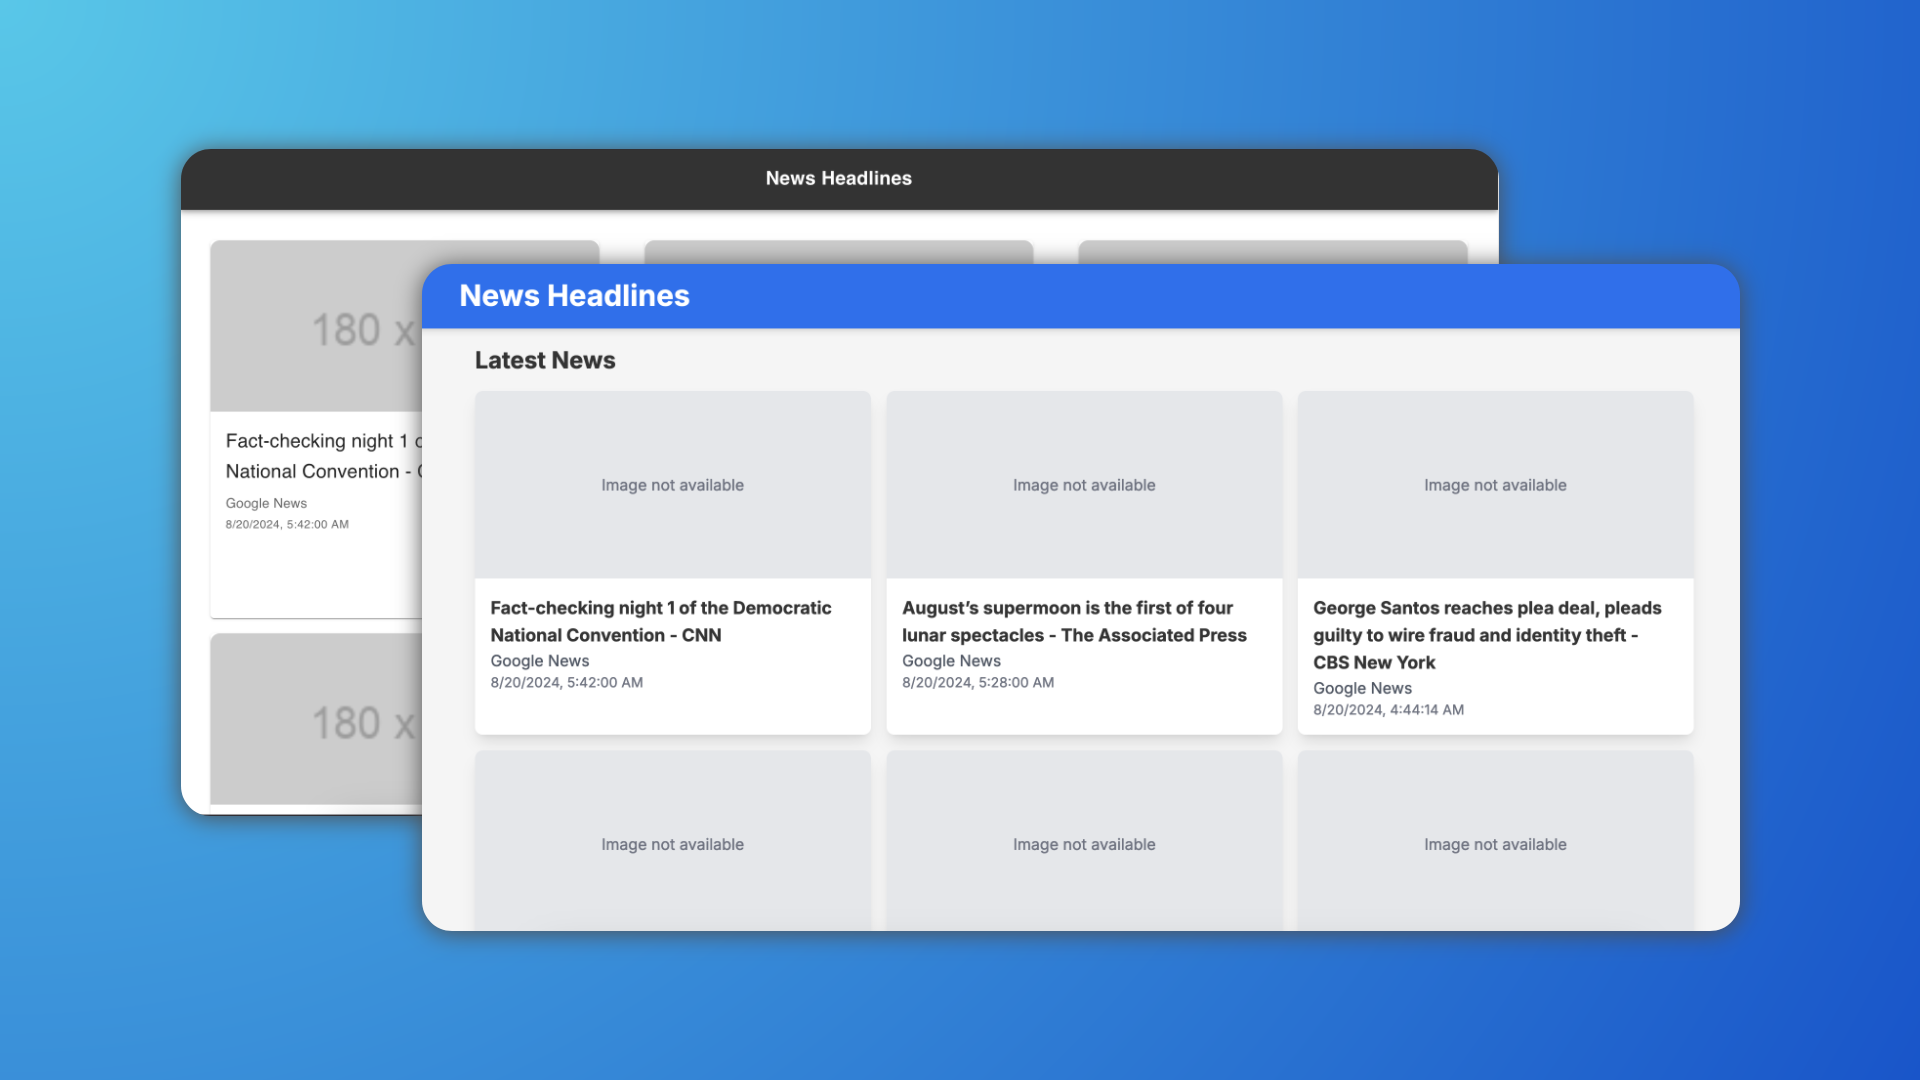 News Headlines
180 x
Fact-checking night 1
National Convention -
Google News
8/20/2024, 5:42:00 AM
180 x
News Headlines
Latest News
Image not available
Image not available
Image not available
Fact-checking night 1 of the Democratic
National Convention - CNN
Google News
8/20/2024, 5:42:00 AM
August’s supermoon is the first of four
lunar spectacles - The Associated Press
Google News
8/20/2024, 5:28:00 AM
George Santos reaches plea deal, pleads
guilty to wire fraud and identity theft -
CBS New York
Google News
8/20/2024, 4:44:14 AM
Image not available
Image not available
Image not available